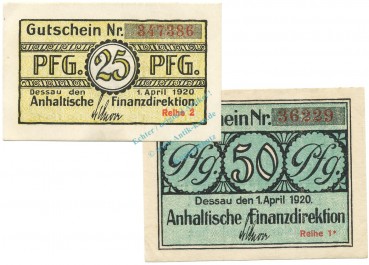 Gutschein Nr. 347386
PFG. 25 PFG.
Dessau den 1. April 1920.
Anhaltische Finanzdirektion.
Reihe 2
schein Nr. 36229
Pfg. 50 Pfg.
Dessau den 1. April 1920.
Anhaltische Finanzdirektion
Reihe 1*